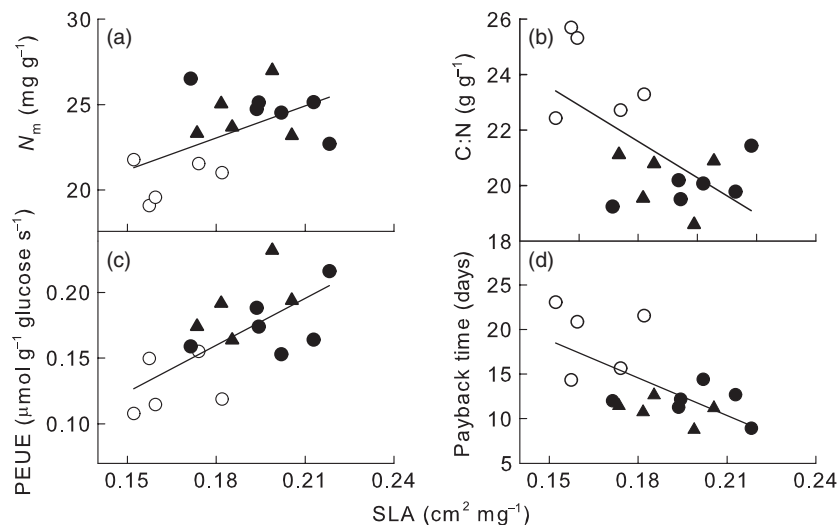 (a)
30
25
20
N_m (mg g⁻¹)
(b)
26
24
22
20
18
C:N (g g⁻¹)
(c)
0.20
0.15
0.10
PEUE (μmol g⁻¹ glucose s⁻¹)
0.15 0.18 0.21 0.24
(d)
25
20
15
10
5
Payback time (days)
0.15 0.18 0.21 0.24
SLA (cm² mg⁻¹)